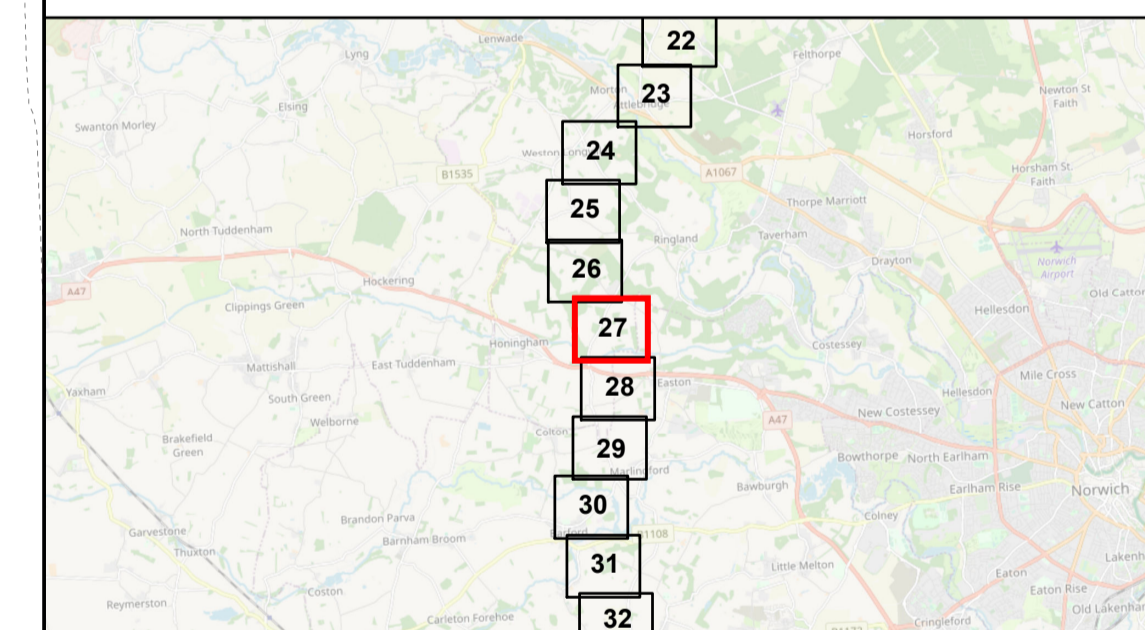 22
Lenwade
Lyng
Felthorpe
Morton
Attlebridge
23
Newton St
Faith
Elsing
Swanton Morley
Horsford
Weston Long
24
B1535
A1067
Horsham St.
Faith
25
Thorpe Marriott
North Tuddenham
Ringland
Taverham
Drayton
Norwich
Airport
26
Hockering
A47
Old Catton
Clippings Green
Hellesdon
27
Honingham
Costessey
Mattishall
East Tuddenham
Mile Cross
28
Easton
Yaxham
South Green
Hellesdon
New Catton
New Costessey
A47
Welborne
Colton
29
Brakefield
Green
Marlingford
Bowthorpe
North Earlham
Bawburgh
Earlham Rise
Norwich
30
Brandon Parva
Colney
Garvestone
Barnham Broom
Barford
B1108
Thuxton
31
Little Melton
Lakenh
Eaton
Coston
Eaton Rise
Reymerston
Old Lakenham
Carleton Forehoe
32
Cringleford